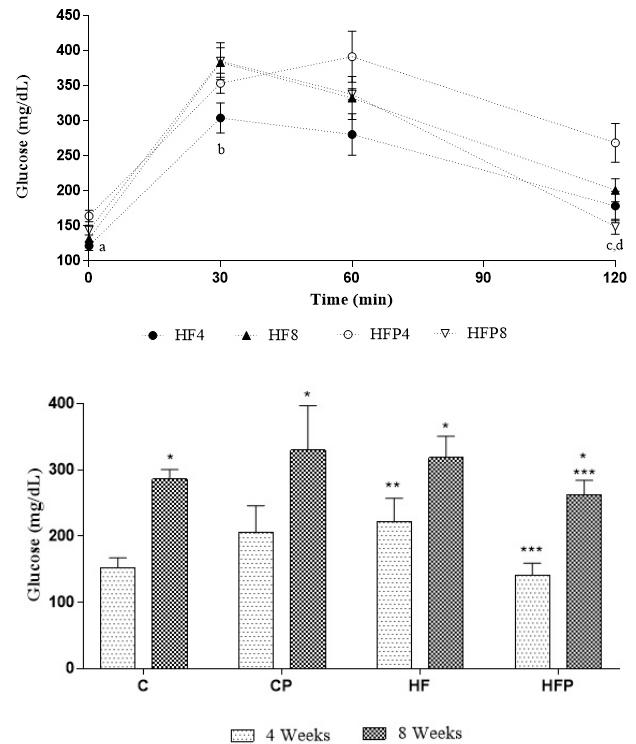 450
400
350
300
250
200
150
100
Glucose (mg/dL)
a
b
c,d
0 30 60 90 120
Time (min)
HF4 HF8 HFP4 HFP8
400
300
200
100
0
Glucose (mg/dL)
* * ** * *** * ***
C CP HF HFP
4 Weeks 8 Weeks